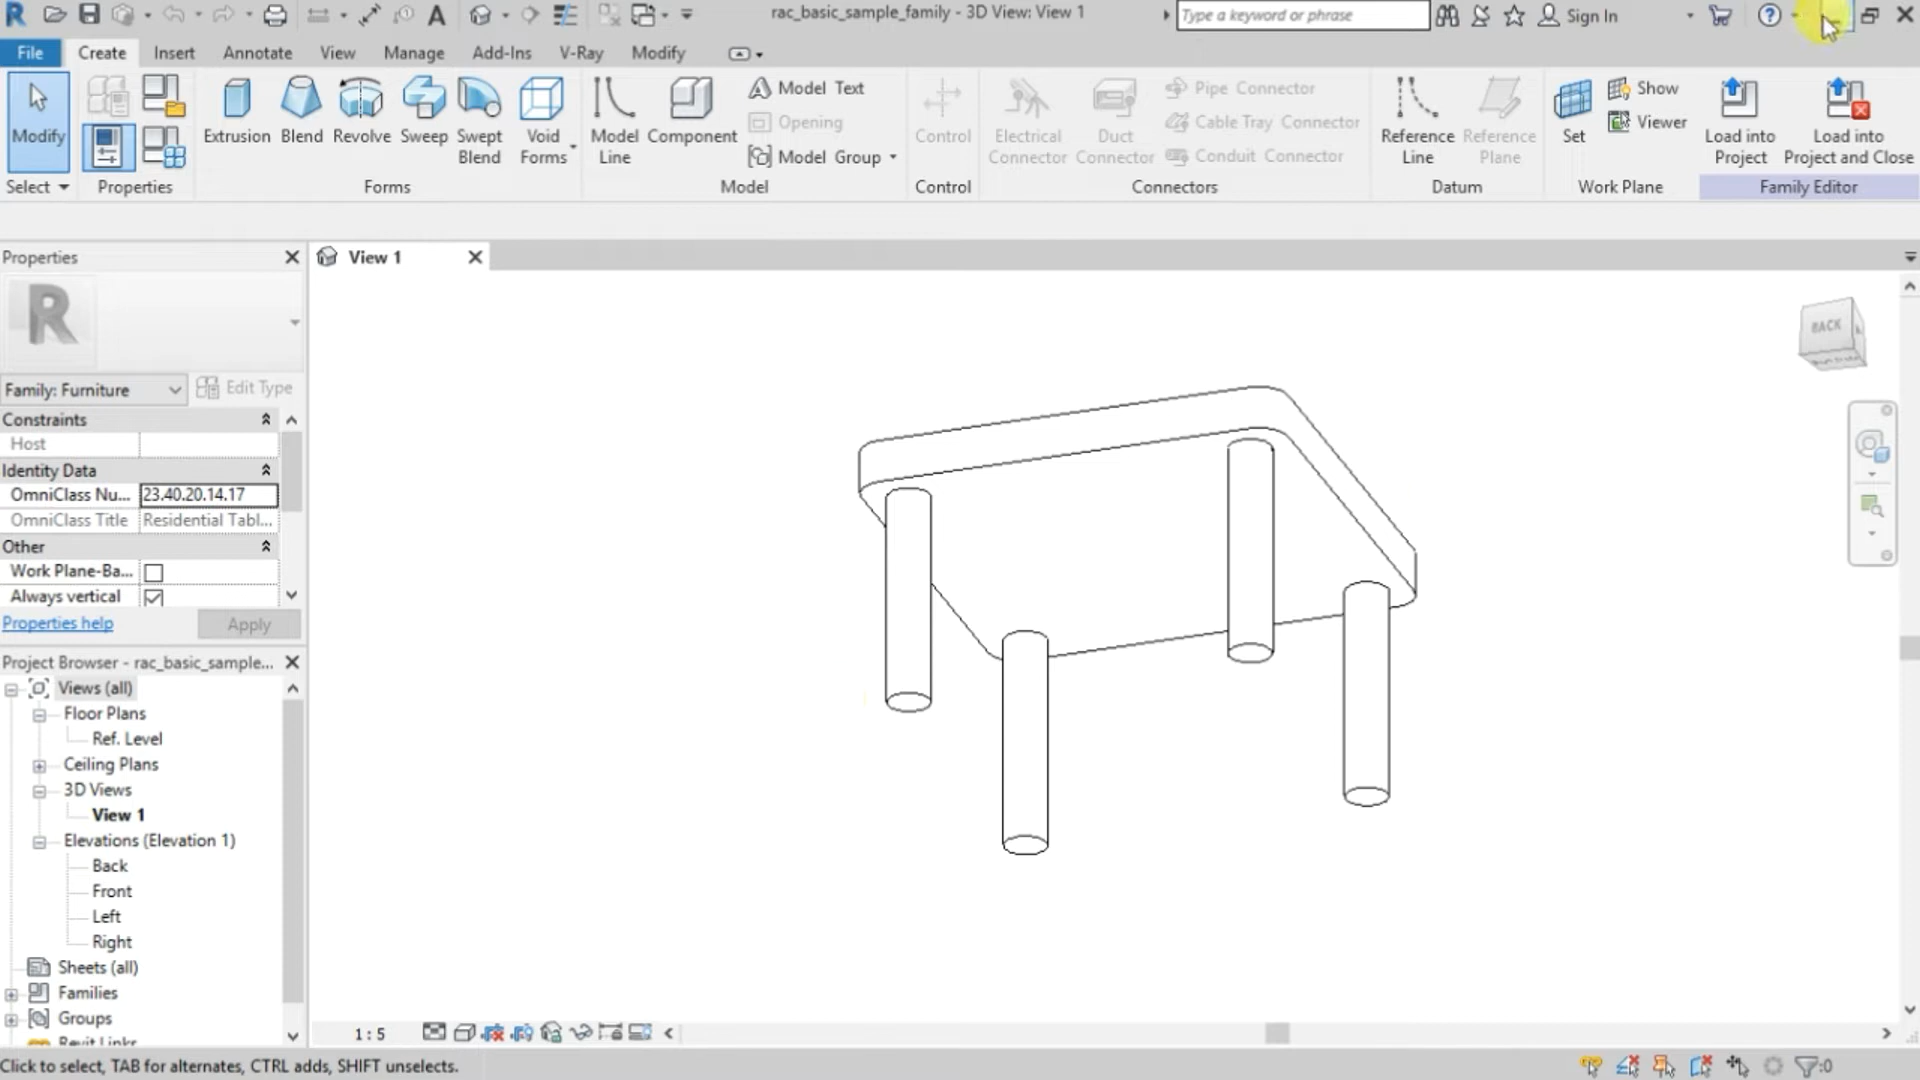 rac_basic_sample_family - 3D View: View 1
Type a keyword or phrase
Sign In
File Create Insert Annotate View Manage Add-Ins V-Ray Modify
Modify
Extrusion Blend Revolve Sweep Swept Blend Void Forms
Model Line Component
Model Text
Opening
Model Group
Control
Electrical Connector Duct Connector
Pipe Connector
Cable Tray Connector
Conduit Connector
Reference Line Reference Plane
Set
Show
Viewer
Load into Project Load into Project and Close
Select Properties Forms Model Control Connectors Datum Work Plane Family Editor
Properties
View 1
BACK
Family: Furniture
Edit Type
Constraints
Host
Identity Data
OmniClass Nu... 23.40.20.14.17
OmniClass Title Residential Tabl...
Other
Work Plane-Ba...
Always vertical
Properties help
Apply
Project Browser - rac_basic_sample...
Views (all)
Floor Plans
Ref. Level
Ceiling Plans
3D Views
View 1
Elevations (Elevation 1)
Back
Front
Left
Right
Sheets (all)
Families
Groups
Revit Links
1 : 5
Click to select, TAB for alternates, CTRL adds, SHIFT unselects.
:0